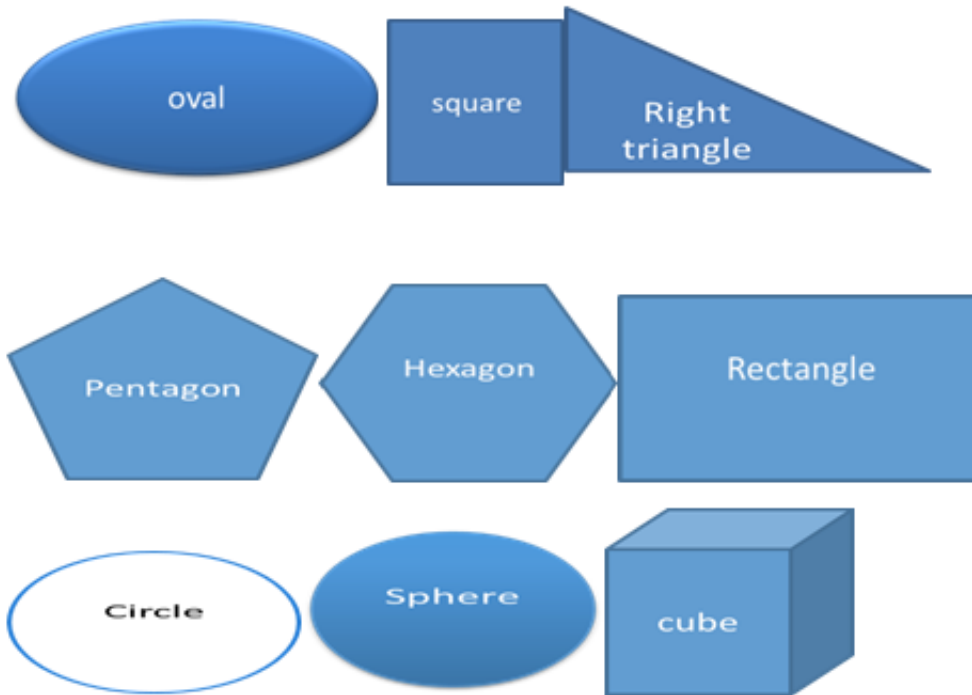 oval
square
Right
triangle
Pentagon
Hexagon
Rectangle
Circle
Sphere
cube